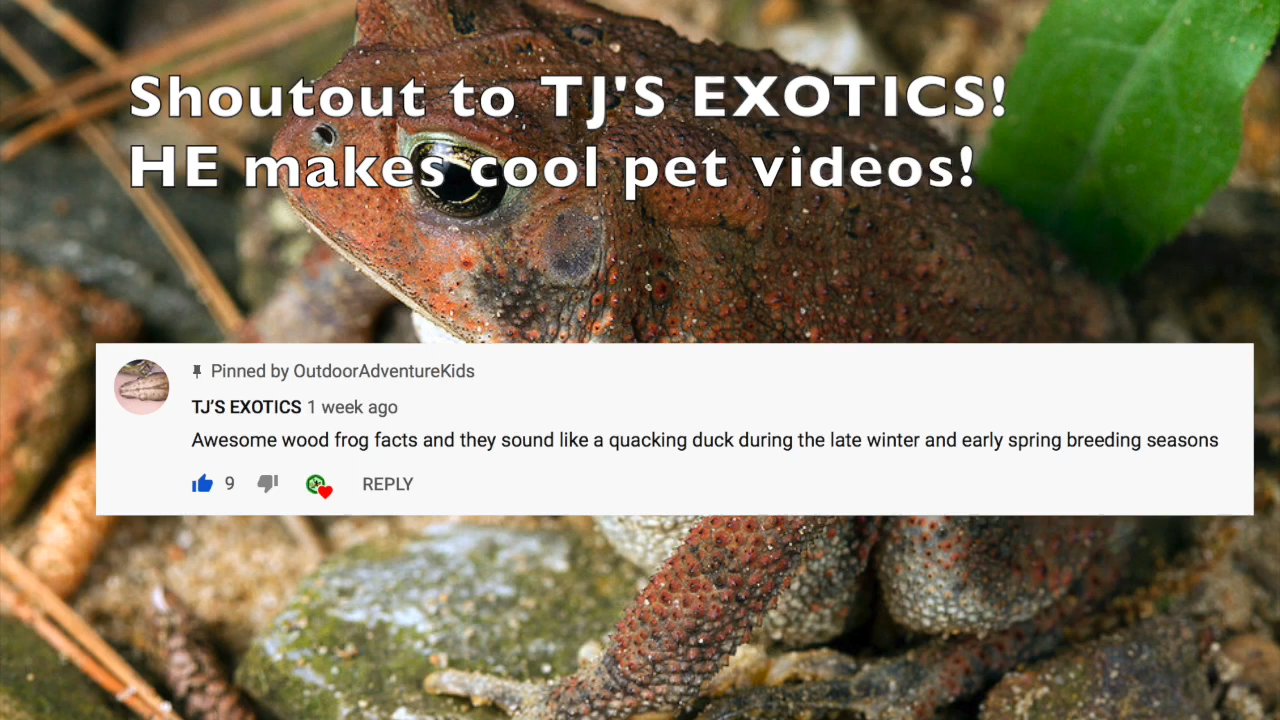 Shoutout to TJ'S EXOTICS!
HE makes cool pet videos!
Pinned by OutdoorAdventureKids
TJ’S EXOTICS 1 week ago
Awesome wood frog facts and they sound like a quacking duck during the late winter and early spring breeding seasons
9 REPLY